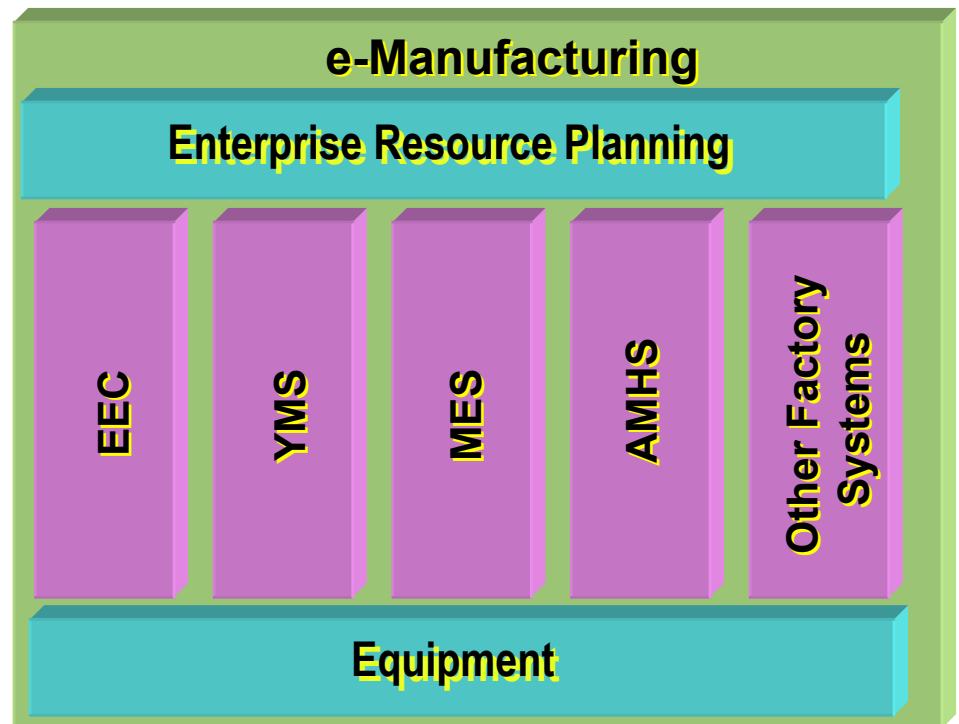 e-Manufacturing
Enterprise Resource Planning
EEC
YMS
MES
AMHS
Other Factory
Systems
Equipment